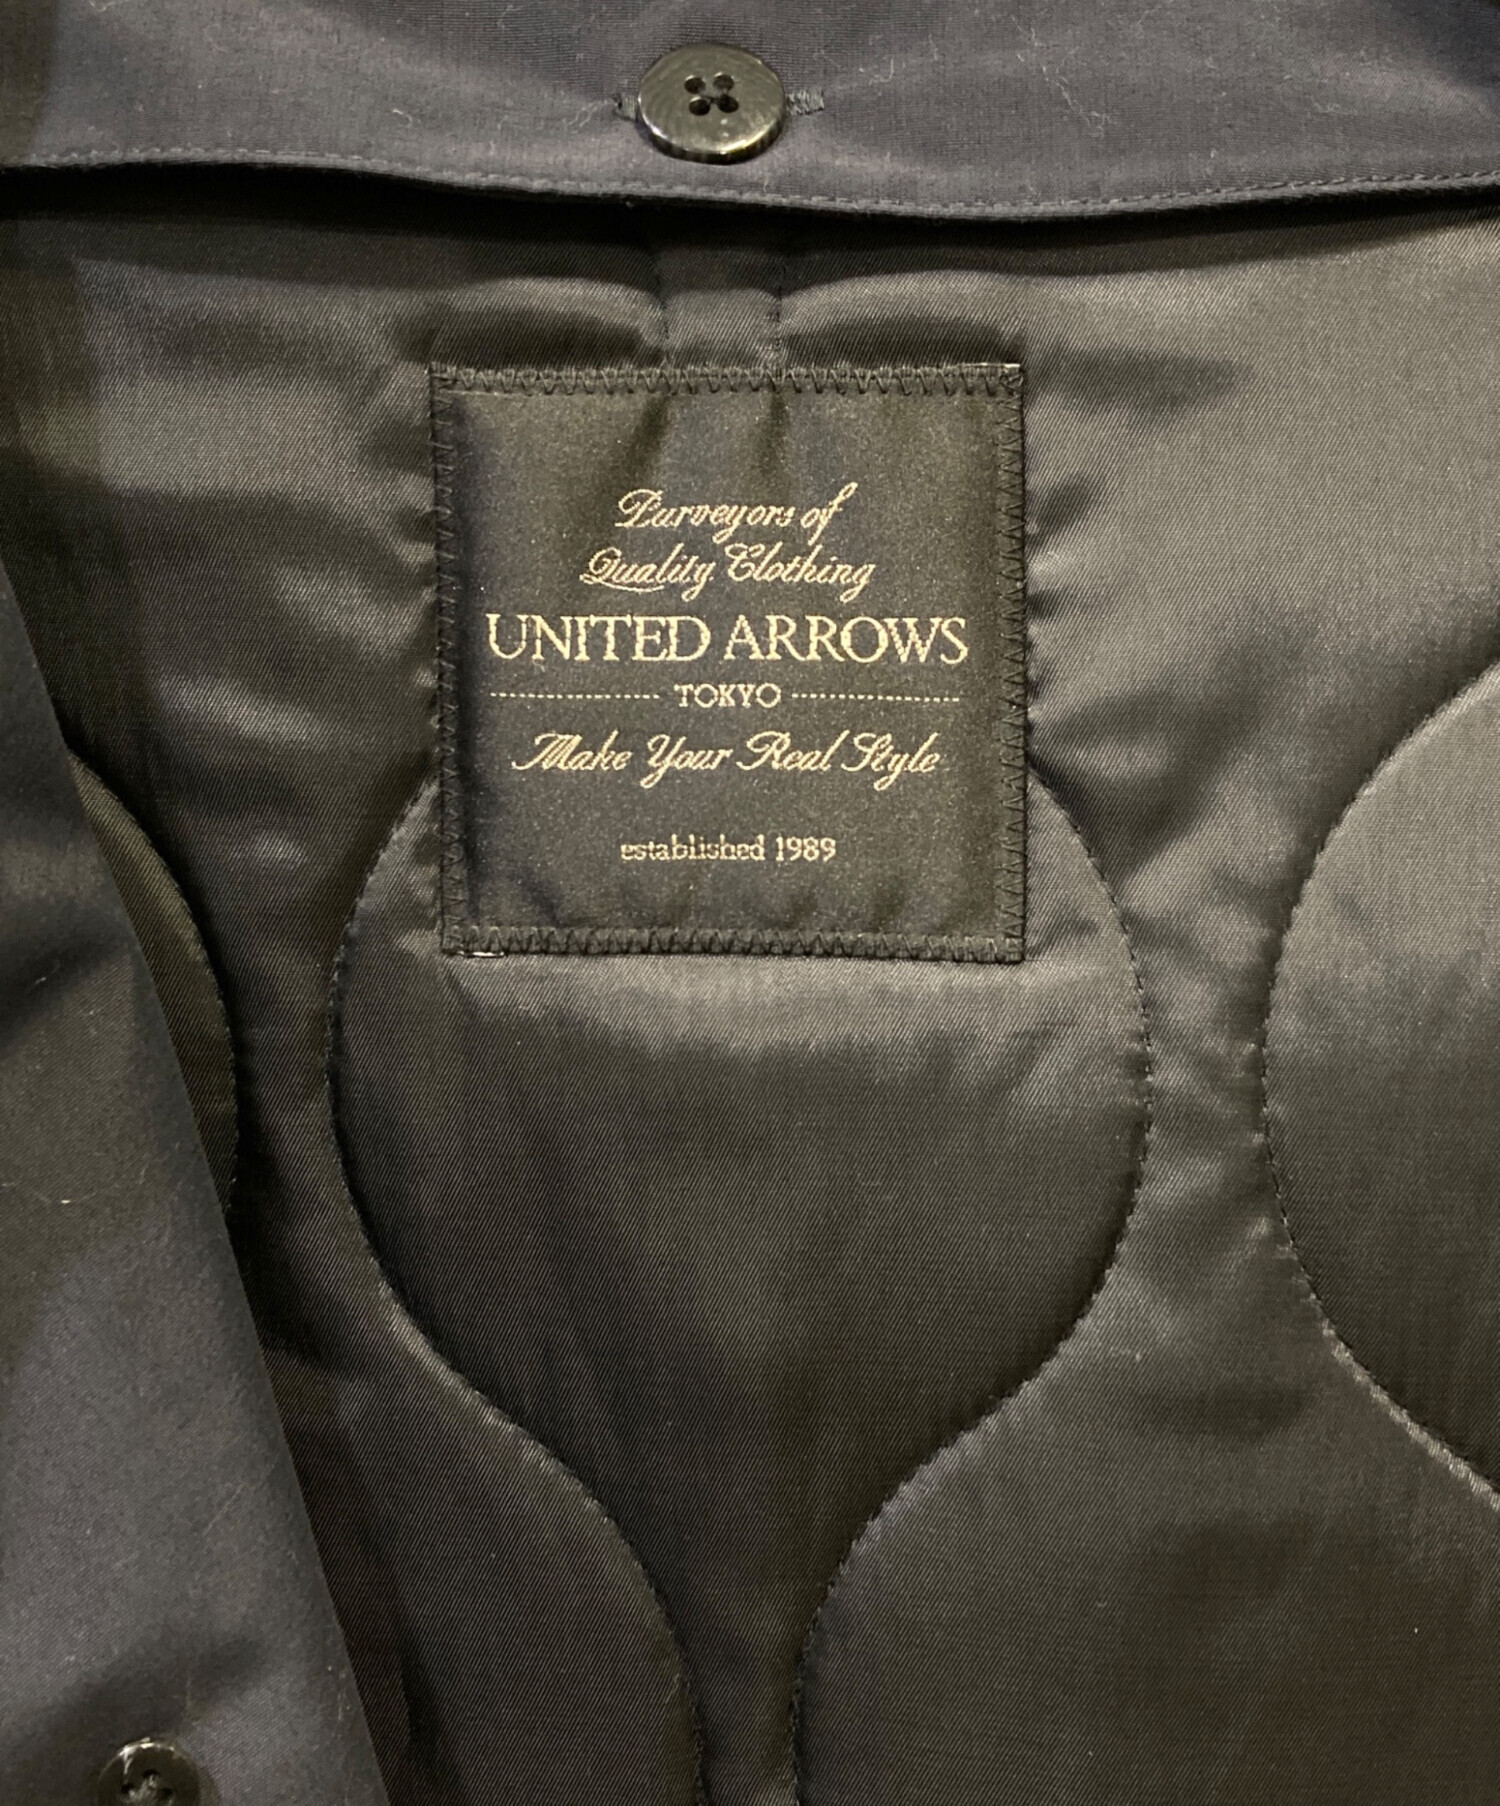 Purveyors of
Quality Clothing
UNITED ARROWS
TOKYO
Make Your Real Style
established 1989